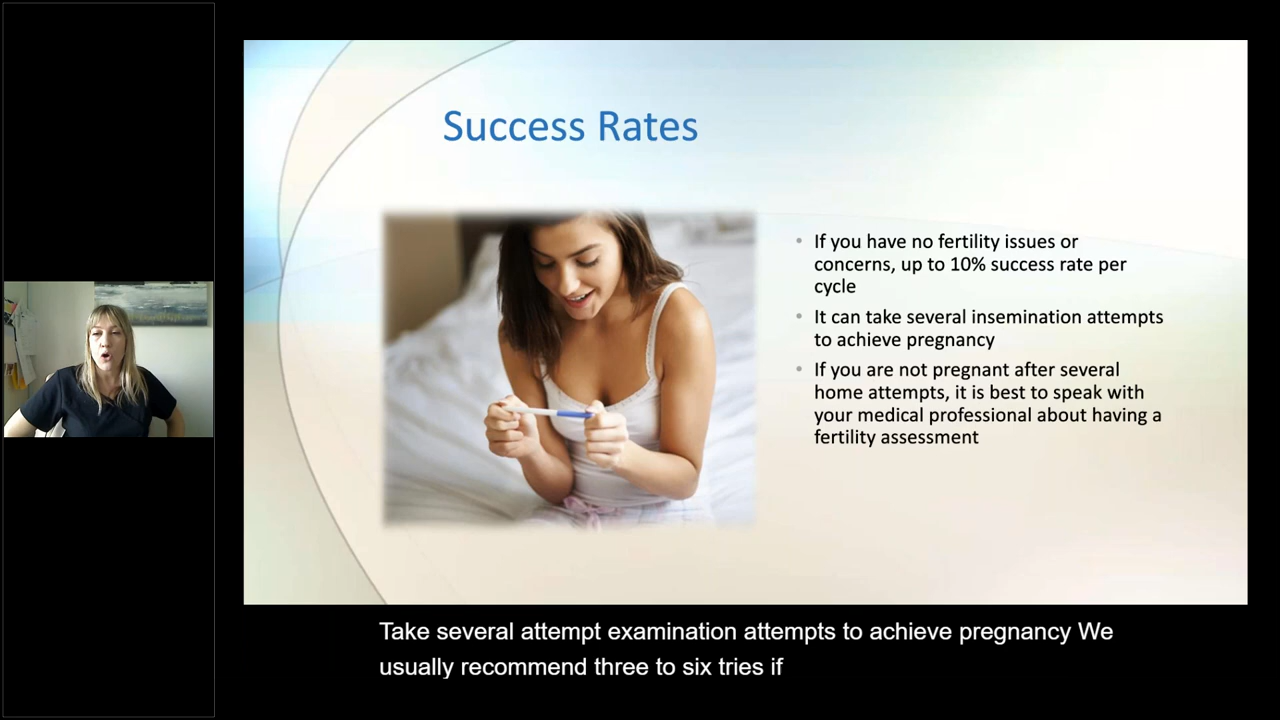 Success Rates
If you have no fertility issues or
concerns, up to 10% success rate per
cycle
It can take several insemination attempts
to achieve pregnancy
If you are not pregnant after several
home attempts, it is best to speak with
your medical professional about having a
fertility assessment
Take several attempt examination attempts to achieve pregnancy We
usually recommend three to six tries if